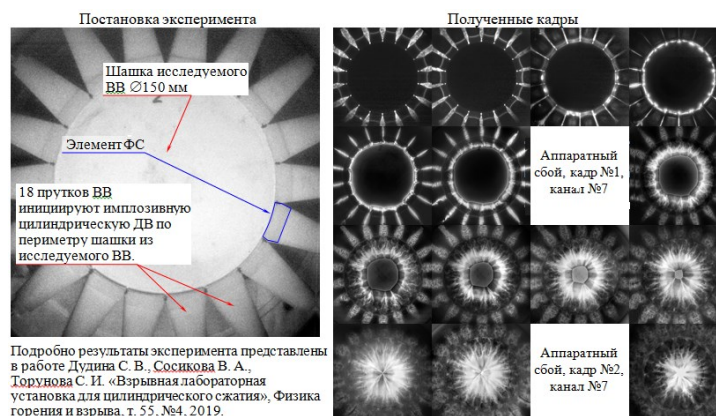 Постановка эксперимента
Полученные кадры
Шашка исследуемого
ВВ ∅150 мм
Элемент ФС
18 прутков ВВ
инициируют имплозивную
цилиндрическую ДВ по
периметру шашки из
исследуемого ВВ.
Подробно результаты эксперимента представлены
в работе Дудина С. В., Сосикова В. А.,
Торунова С. И. «Взрывная лабораторная
установка для цилиндрического сжатия», Физика
горения и взрыва, т. 55, №4, 2019.
Аппаратный
сбой, кадр №1,
канал №7
Аппаратный
сбой, кадр №2,
канал №7